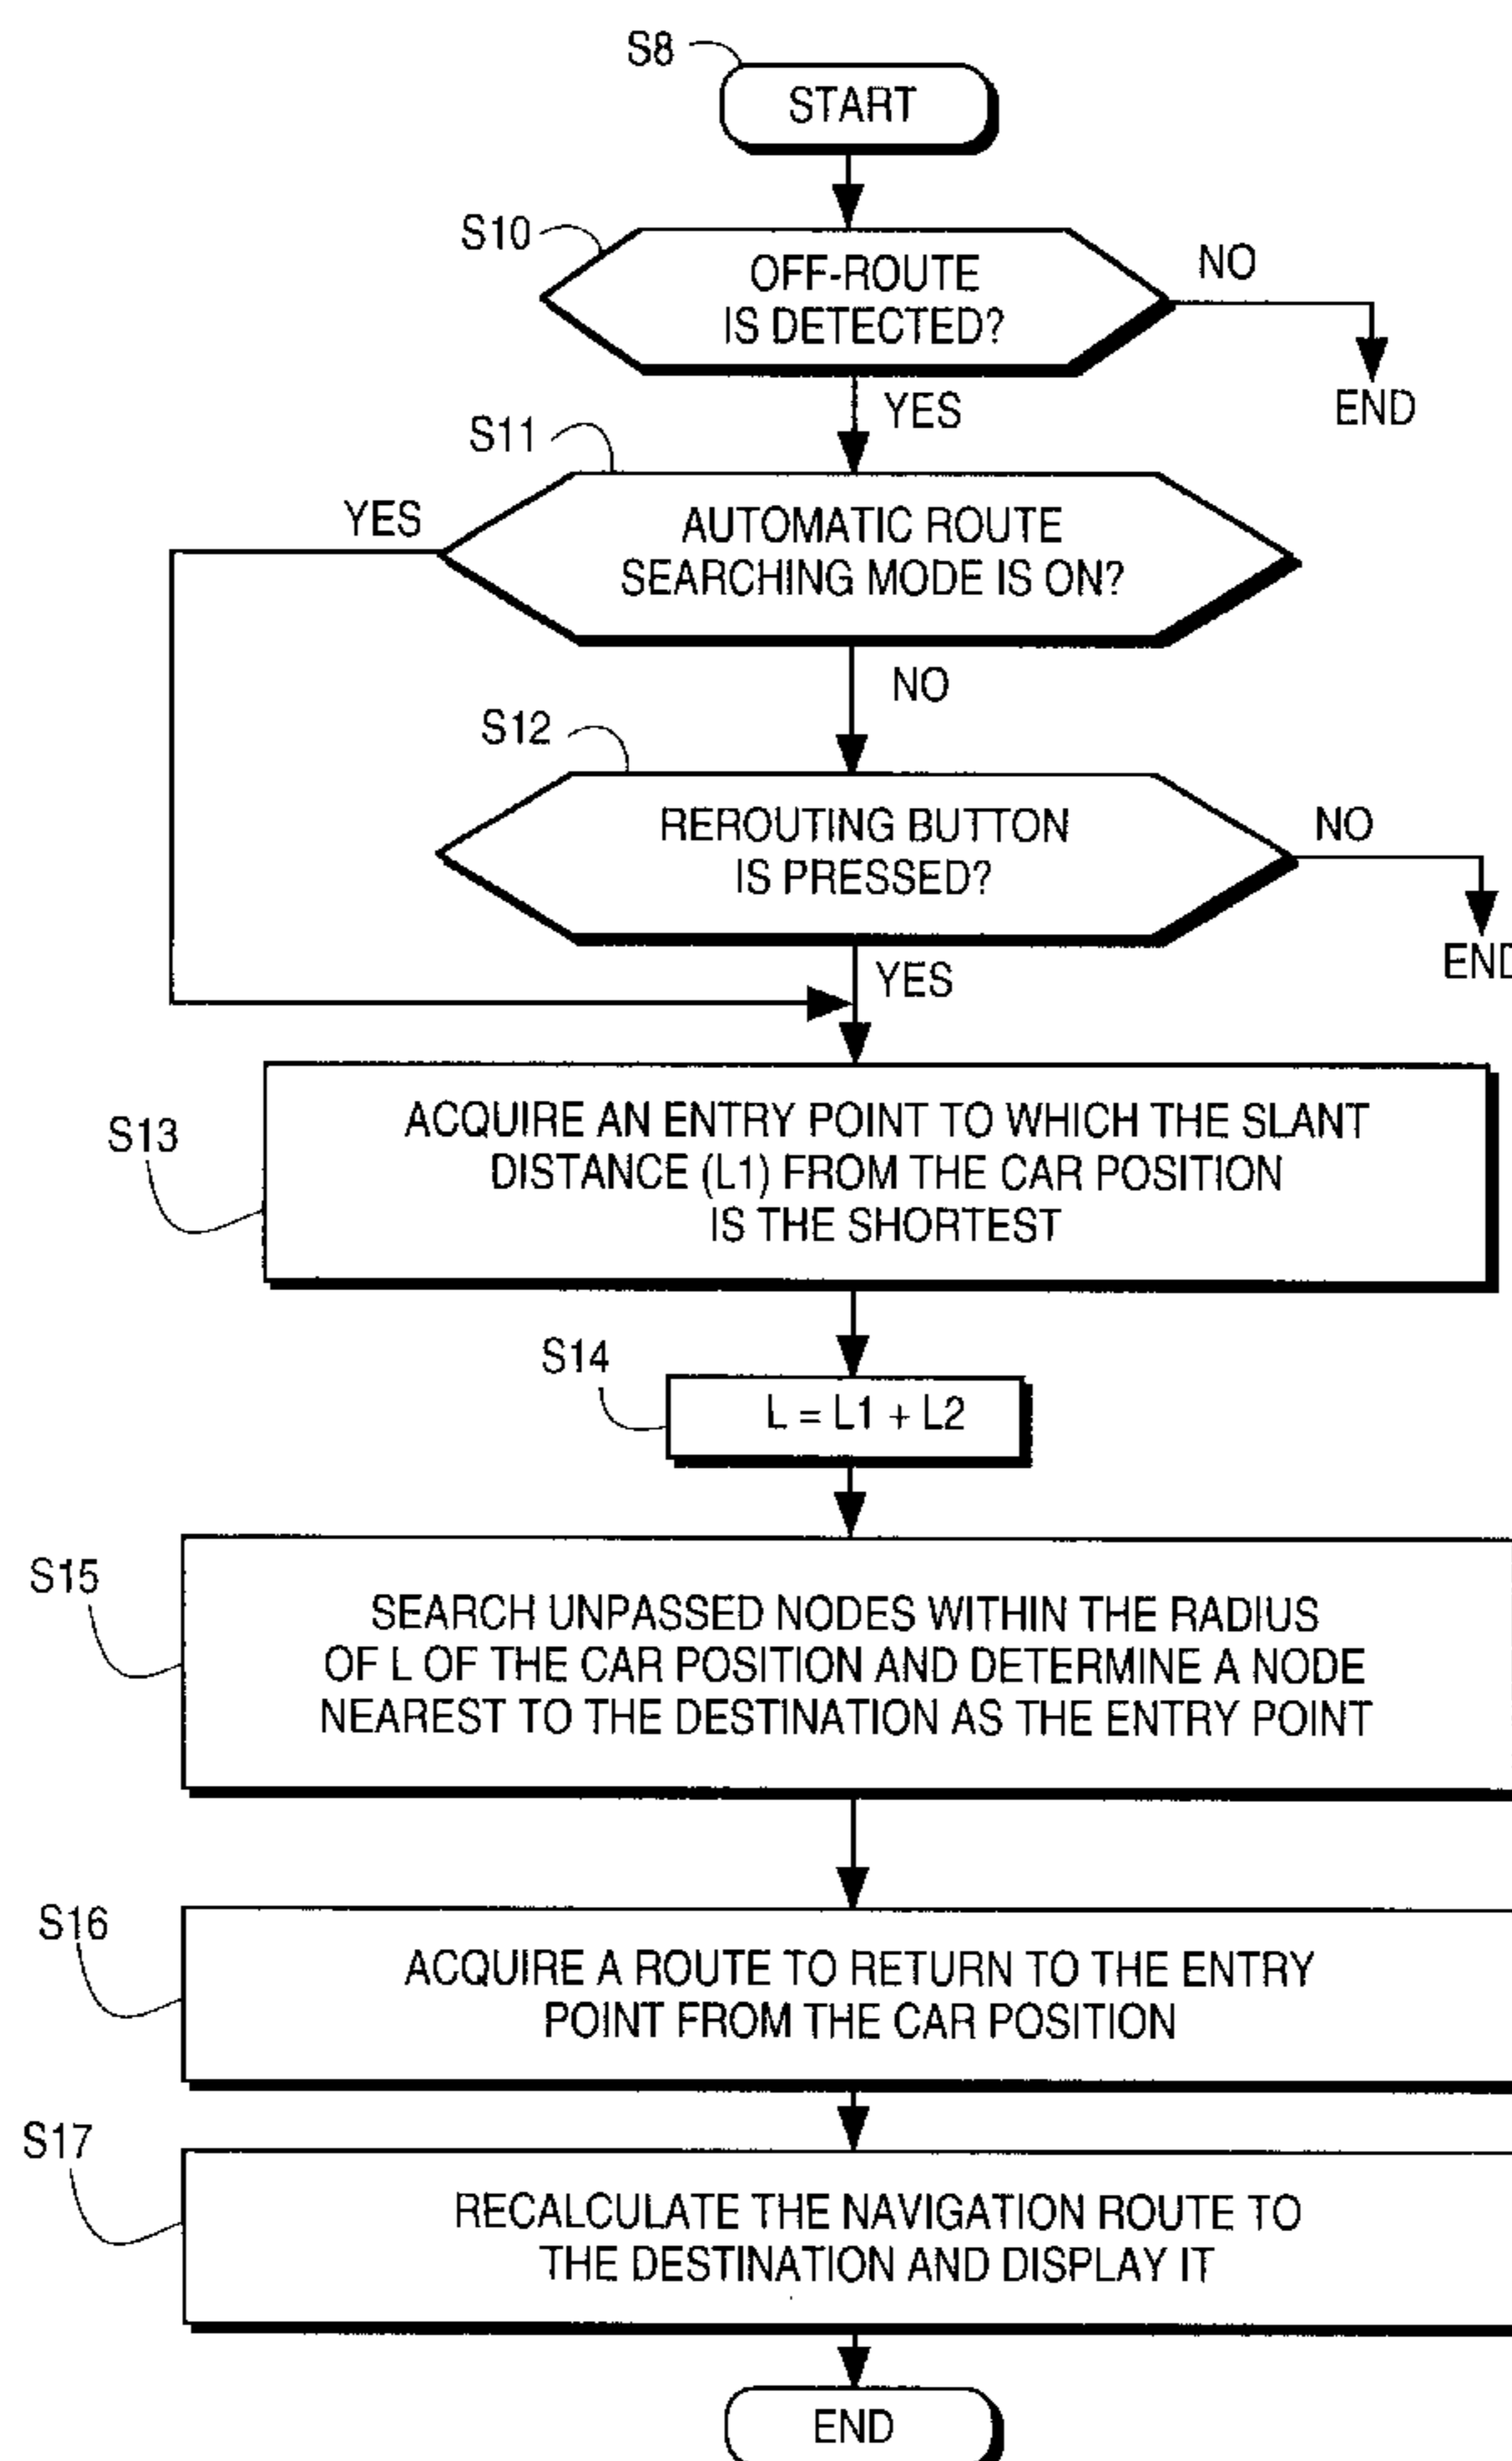 S8
START
S10
OFF-ROUTE
IS DETECTED?
NO
END
YES
S11
YES
AUTOMATIC ROUTE
SEARCHING MODE IS ON?
NO
S12
REROUTING BUTTON
IS PRESSED?
NO
END
YES
S13
ACQUIRE AN ENTRY POINT TO WHICH THE SLANT
DISTANCE (L1) FROM THE CAR POSITION
IS THE SHORTEST
S14
L = L1 + L2
S15
SEARCH UNPASSED NODES WITHIN THE RADIUS
OF L OF THE CAR POSITION AND DETERMINE A NODE
NEAREST TO THE DESTINATION AS THE ENTRY POINT
S16
ACQUIRE A ROUTE TO RETURN TO THE ENTRY
POINT FROM THE CAR POSITION
S17
RECALCULATE THE NAVIGATION ROUTE TO
THE DESTINATION AND DISPLAY IT
END